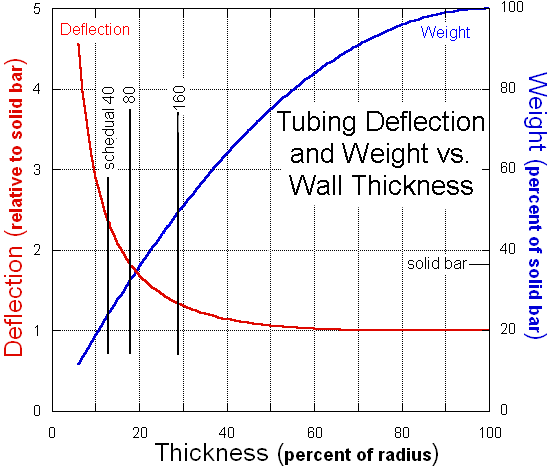 Tubing Deflection
and Weight vs.
Wall Thickness
Deflection
Weight
schedual 40
80
160
solid bar
Deflection (relative to solid bar)
5
4
3
2
1
0
Weight (percent of solid bar)
100
80
60
40
20
0
0 20 40 60 80 100
Thickness (percent of radius)